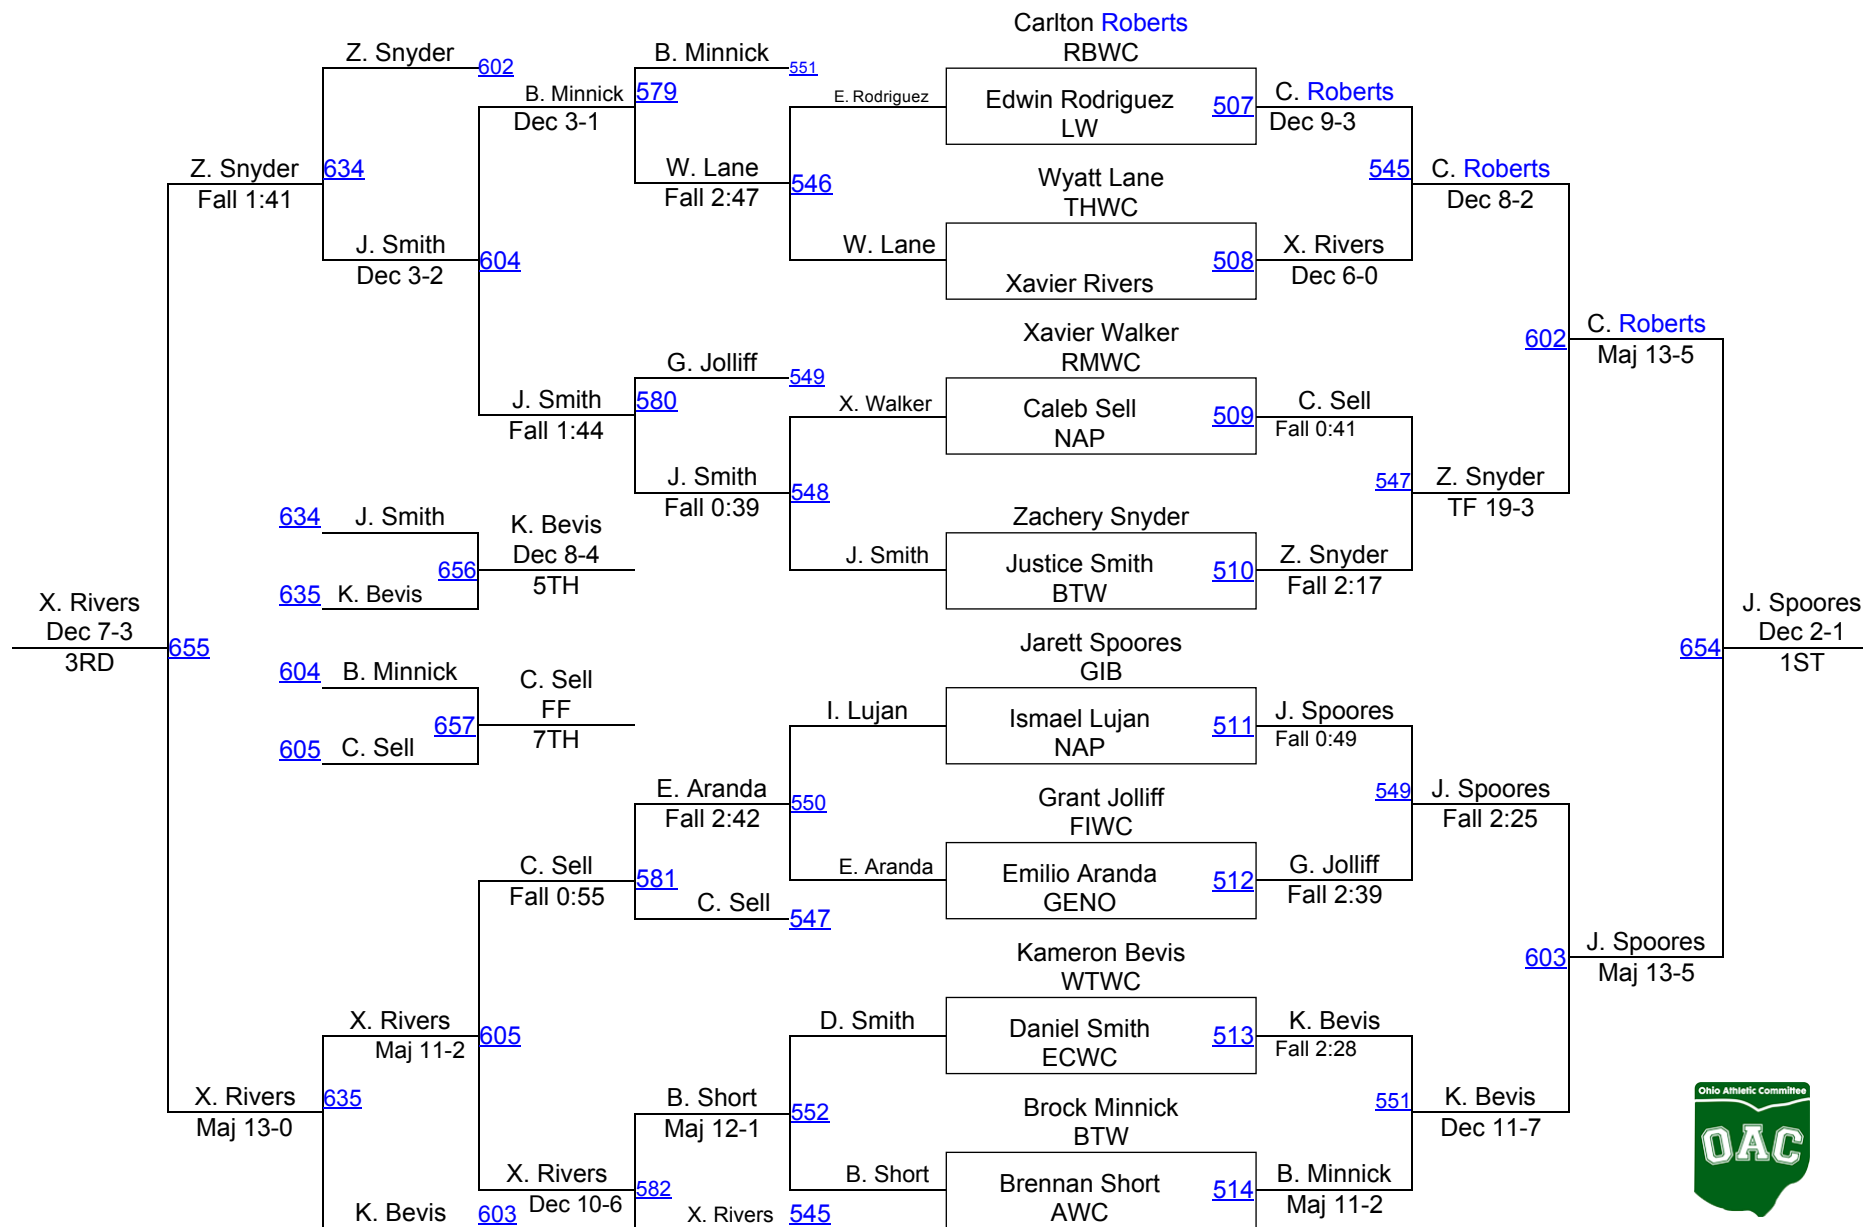 Carlton Roberts
RBWC
Z. Snyder
602
B. Minnick
551
B. Minnick
579
Dec 3-1
E. Rodriguez
Edwin Rodriguez
LW
507
C. Roberts
Dec 9-3
Z. Snyder
634
Fall 1:41
W. Lane
546
Fall 2:47
Wyatt Lane
THWC
545
C. Roberts
Dec 8-2
J. Smith
604
Dec 3-2
W. Lane
Xavier Rivers
508
X. Rivers
Dec 6-0
Xavier Walker
RMWC
602
C. Roberts
Maj 13-5
G. Jolliff
549
J. Smith
580
Fall 1:44
X. Walker
Caleb Sell
NAP
509
C. Sell
Fall 0:41
J. Smith
548
Fall 0:39
547
Z. Snyder
TF 19-3
634
J. Smith
K. Bevis
Dec 8-4
5TH
656
635
K. Bevis
Zachery Snyder
J. Smith
Justice Smith
BTW
510
Z. Snyder
Fall 2:17
X. Rivers
Dec 7-3
3RD
655
J. Spoores
Dec 2-1
1ST
654
Jarett Spoores
GIB
604
B. Minnick
C. Sell
FF
7TH
657
605
C. Sell
I. Lujan
Ismael Lujan
NAP
511
J. Spoores
Fall 0:49
E. Aranda
550
Fall 2:42
Grant Jolliff
FIWC
549
J. Spoores
Fall 2:25
C. Sell
581
Fall 0:55
E. Aranda
Emilio Aranda
GENO
512
G. Jolliff
Fall 2:39
C. Sell
547
Kameron Bevis
WTWC
603
J. Spoores
Maj 13-5
X. Rivers
605
Maj 11-2
D. Smith
Daniel Smith
ECWC
513
K. Bevis
Fall 2:28
X. Rivers
635
Maj 13-0
B. Short
552
Maj 12-1
Brock Minnick
BTW
551
K. Bevis
Dec 11-7
X. Rivers
582
Dec 10-6
B. Short
Brennan Short
AWC
514
B. Minnick
Maj 11-2
K. Bevis
603
X. Rivers
545
Ohio Athletic Committee
OAC